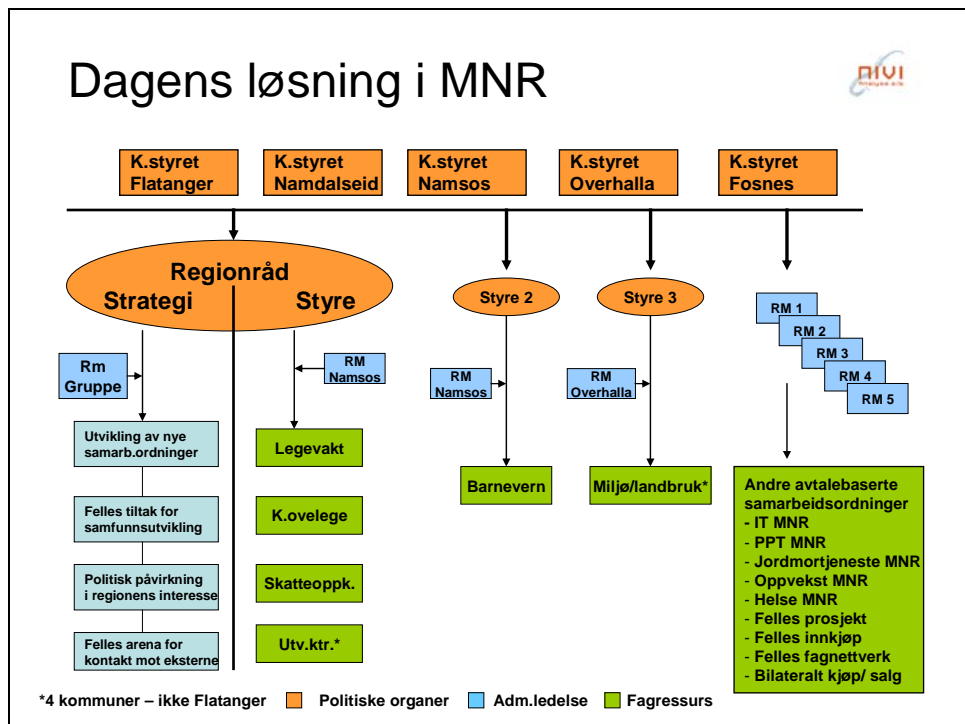 Dagens løsning i MNR
NIVI
Analyse a/s
K.styret
Flatanger
K.styret
Namdalseid
K.styret
Namsos
K.styret
Overhalla
K.styret
Fosnes
Regionråd
Strategi
Styre
Styre 2
Styre 3
RM 1
RM 2
RM 3
RM 4
RM 5
Rm
Gruppe
RM
Namsos
RM
Namsos
RM
Overhalla
Utvikling av nye
samarb.ordninger
Felles tiltak for
samfunnsutvikling
Politisk påvirkning
i regionens interesse
Felles arena for
kontakt mot eksterne
Legevakt
K.ovelege
Skatteoppk.
Utv.ktr.*
Barnevern
Miljø/landbruk*
Andre avtalebaserte
samarbeidsordninger
- IT MNR
- PPT MNR
- Jordmortjeneste MNR
- Oppvekst MNR
- Helse MNR
- Felles prosjekt
- Felles innkjøp
- Felles fagnettverk
- Bilateralt kjøp/ salg
*4 kommuner – ikke Flatanger
Politiske organer
Adm.ledelse
Fagressurs